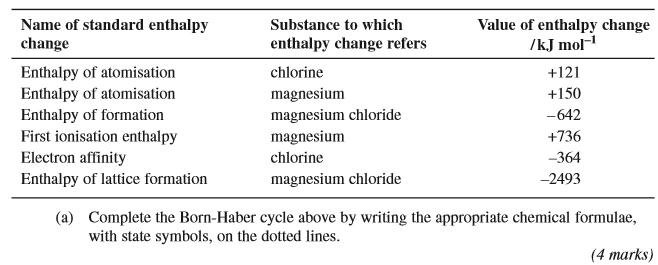 Name of standard enthalpy change Substance to which enthalpy change refers Value of enthalpy change /kJ mol⁻¹
Enthalpy of atomisation chlorine +121
Enthalpy of atomisation magnesium +150
Enthalpy of formation magnesium chloride −642
First ionisation enthalpy magnesium +736
Electron affinity chlorine −364
Enthalpy of lattice formation magnesium chloride −2493
(a) Complete the Born-Haber cycle above by writing the appropriate chemical formulae,
with state symbols, on the dotted lines.
(4 marks)